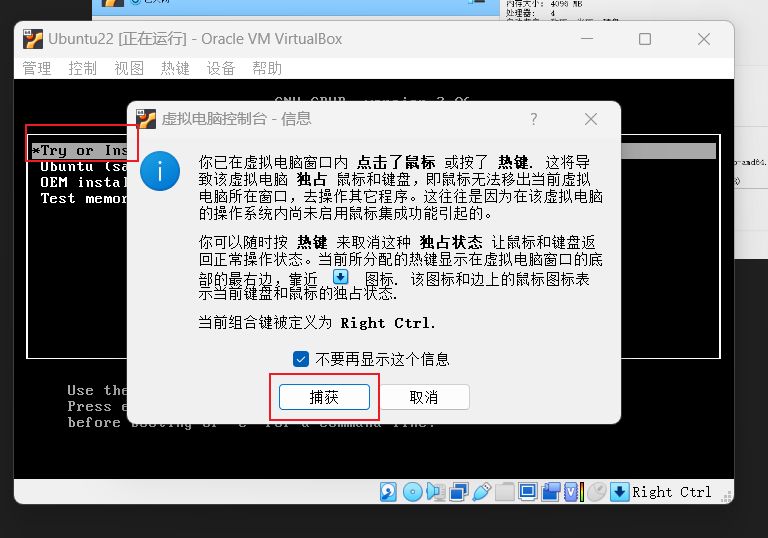 内存大小: 4096 MB
处理器: 4
Ubuntu22 [正在运行] - Oracle VM VirtualBox
管理 控制 视图 热键 设备 帮助
虚拟电脑控制台 - 信息
*Try or Ins
Ubuntu (sa
OEM instal
Test memor
你已在虚拟电脑窗口内 点击了鼠标 或按了 热键. 这将导
致该虚拟电脑 独占 鼠标和键盘，即鼠标无法移出当前虚拟
电脑所在窗口，去操作其它程序。这往往是因为在该虚拟电脑
的操作系统内尚未启用鼠标集成功能引起的。
你可以随时按 热键 来取消这种 独占状态 让鼠标和键盘返
回正常操作状态。当前所分配的热键显示在虚拟电脑窗口的底
部的最右边，靠近 图标. 该图标和边上的鼠标图标表
示当前键盘和鼠标的独占状态.
当前组合键被定义为 Right Ctrl.
不要再显示这个信息
捕获 取消
Use the
Press e
Right Ctrl